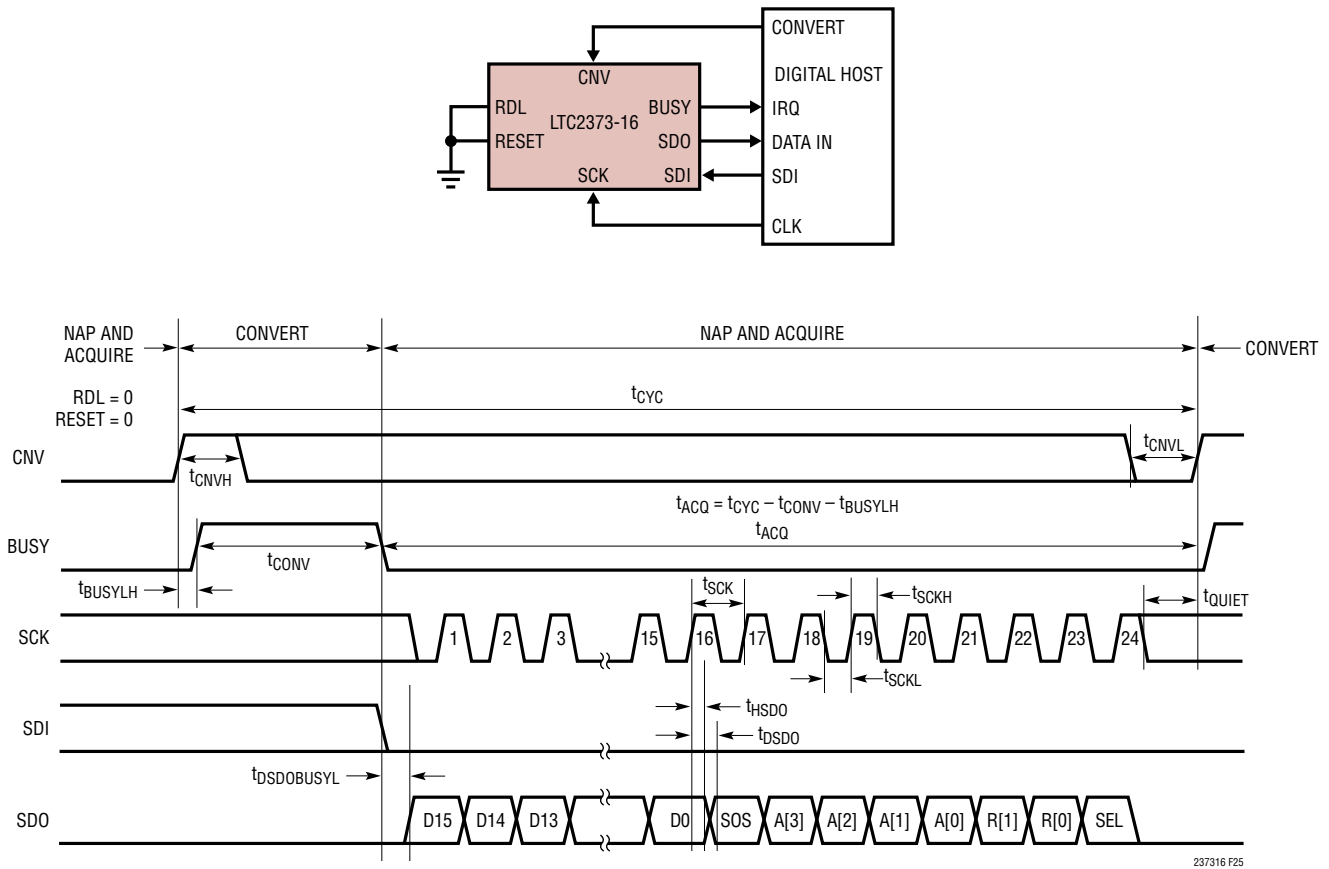 CONVERT
CNV
DIGITAL HOST
RDL
BUSY
IRQ
LTC2373-16
RESET
SDO
DATA IN
SCK
SDI
SDI
CLK
NAP AND
ACQUIRE
CONVERT
NAP AND ACQUIRE
CONVERT
RDL = 0
RESET = 0
tCYC
CNV
tCNVH
tCNVL
tACQ = tCYC – tCONV – tBUSYLH
BUSY
tCONV
tACQ
tBUSYLH
tSCK
tSCKH
tQUIET
SCK
1 2 3 15 16 17 18 19 20 21 22 23 24
tSCKL
tHSDO
SDI
tDSDO
tDSDOBUSYL
SDO
D15 D14 D13 D0 SOS A[3] A[2] A[1] A[0] R[1] R[0] SEL
237316 F25